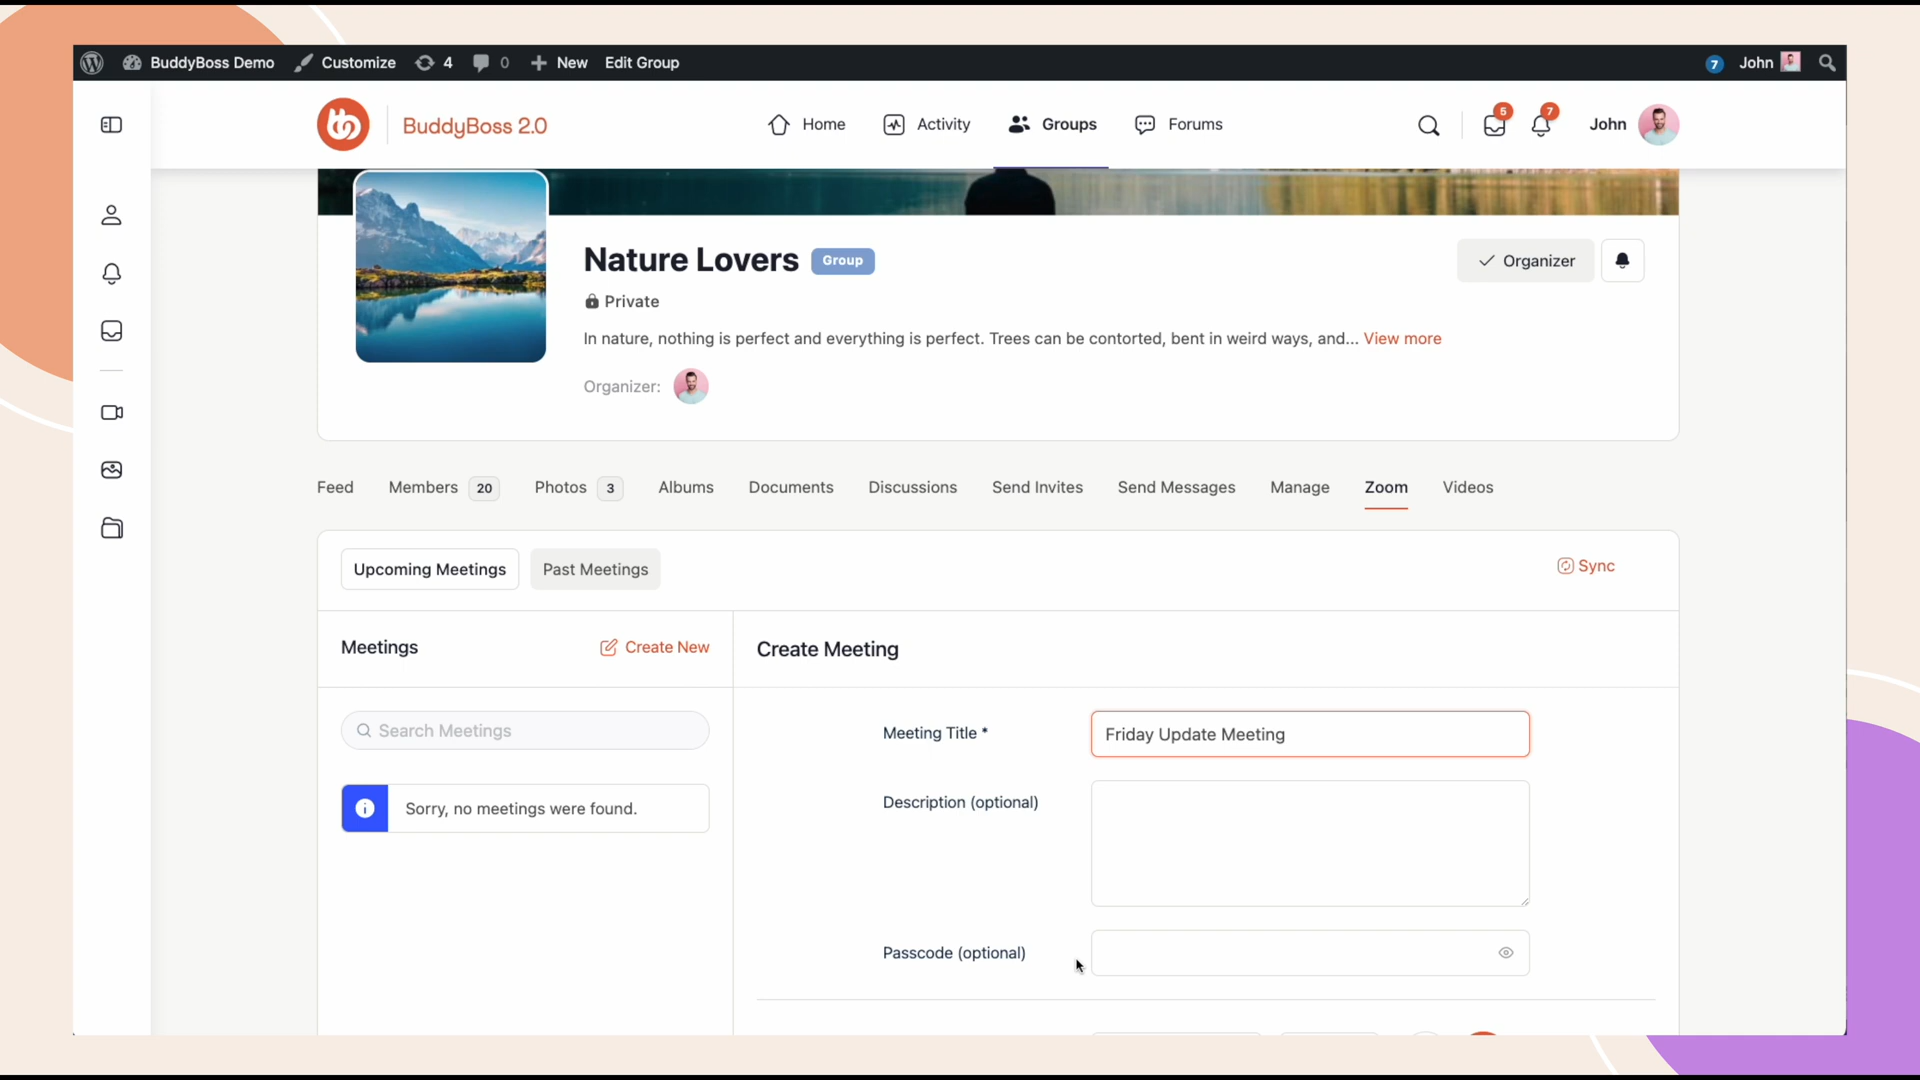 BuddyBoss Demo Customize 4 0 New Edit Group 7 John
BuddyBoss 2.0 Home Activity Groups Forums 5 7 John
Nature Lovers Group
Organizer
Private
In nature, nothing is perfect and everything is perfect. Trees can be contorted, bent in weird ways, and... View more
Organizer:
Feed Members 20 Photos 3 Albums Documents Discussions Send Invites Send Messages Manage Zoom Videos
Upcoming Meetings Past Meetings Sync
Meetings Create New
Create Meeting
Search Meetings
Sorry, no meetings were found.
Meeting Title * Friday Update Meeting
Description (optional)
Passcode (optional)